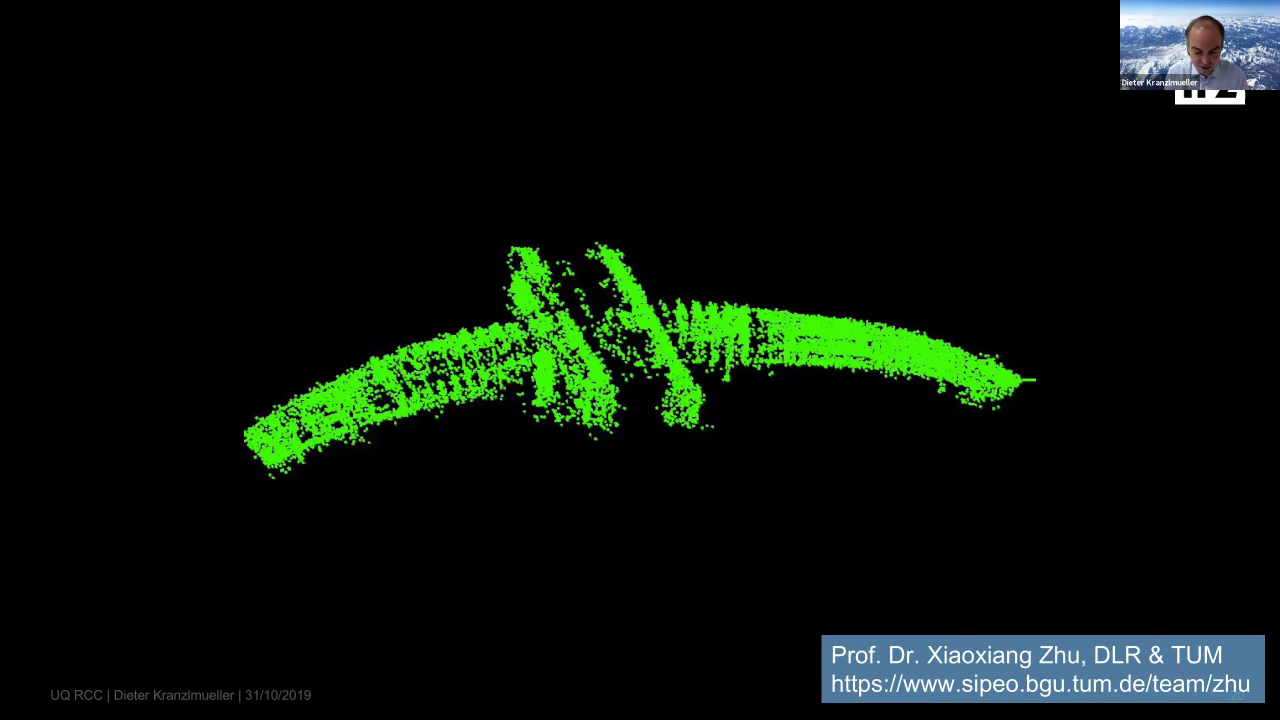 Dieter Kranzlmueller
Prof. Dr. Xiaoxiang Zhu, DLR & TUM
https://www.sipeo.bgu.tum.de/team/zhu
UQ RCC | Dieter Kranzlmueller | 31/10/2019